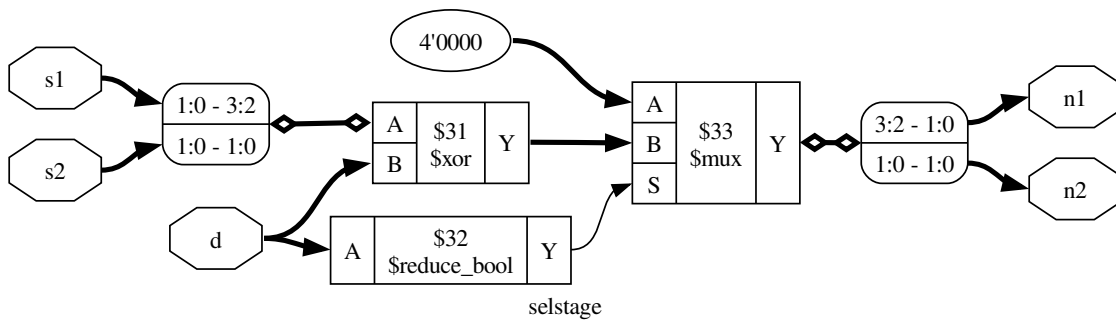 s1
s2
1:0 - 3:2
1:0 - 1:0
d
4'0000
A
B
$31
$xor
Y
A
$32
$reduce_bool
Y
A
B
S
$33
$mux
Y
3:2 - 1:0
1:0 - 1:0
n1
n2
selstage